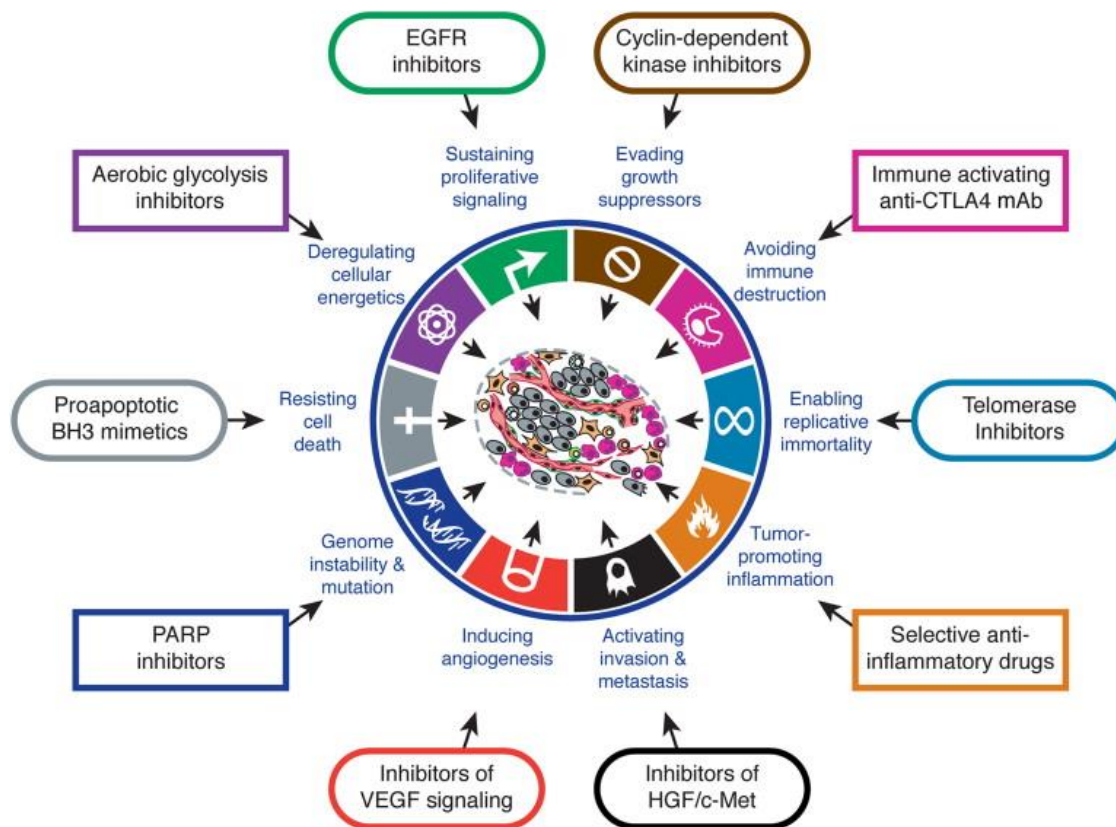 EGFR
inhibitors
Cyclin-dependent
kinase inhibitors
Sustaining
proliferative
signaling
Evading
growth
suppressors
Aerobic glycolysis
inhibitors
Immune activating
anti-CTLA4 mAb
Deregulating
cellular
energetics
Avoiding
immune
destruction
Proapoptotic
BH3 mimetics
Resisting
cell
death
Enabling
replicative
immortality
Telomerase
Inhibitors
Genome
instability &
mutation
Tumor-
promoting
inflammation
PARP
inhibitors
Inducing
angiogenesis
Activating
invasion &
metastasis
Selective anti-
inflammatory drugs
Inhibitors of
VEGF signaling
Inhibitors of
HGF/c-Met